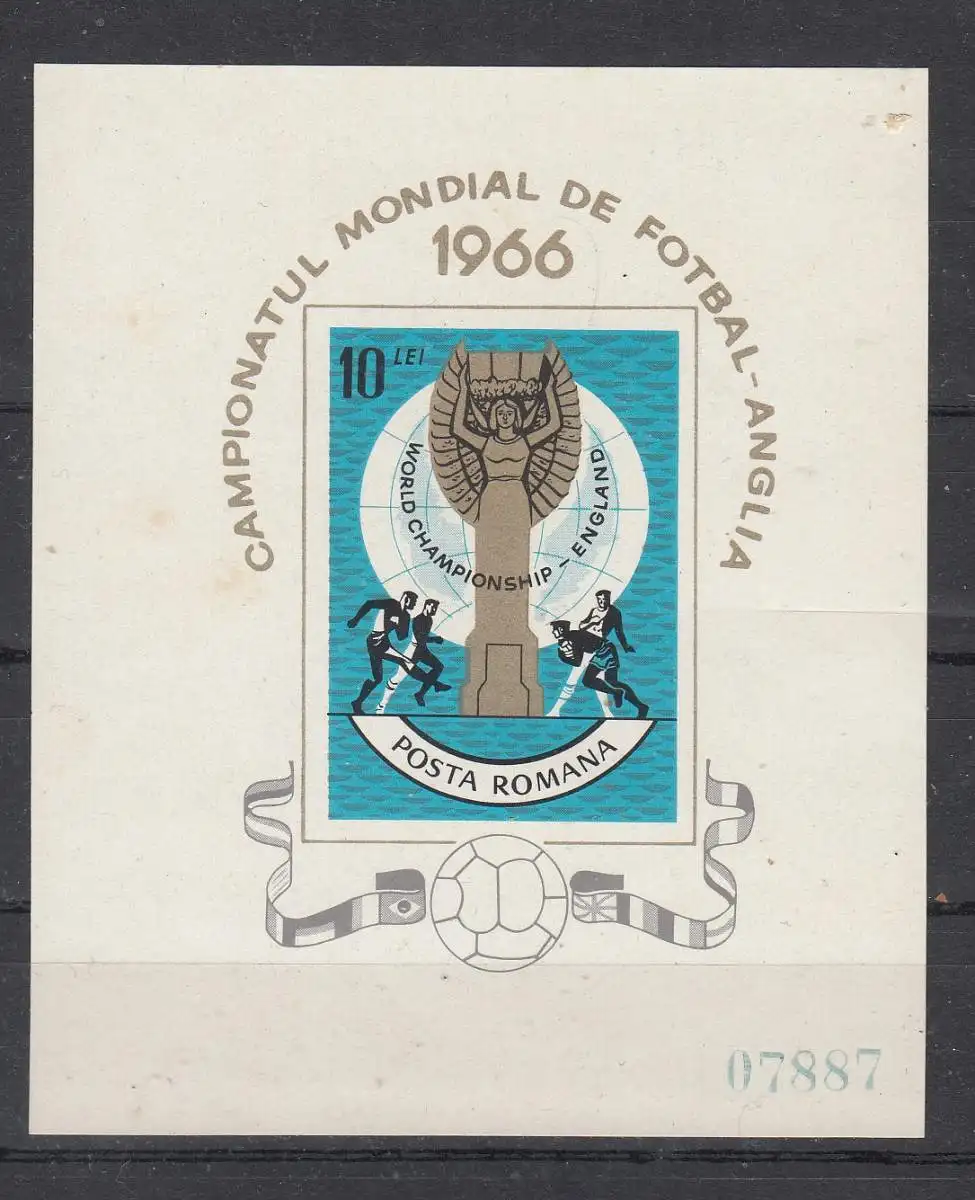 CAMPIONATUL MONDIAL DE FOTBAL-ANGLIA
1966
10 LEI
WORLD CHAMPIONSHIP - ENGLAND
POSTA ROMANA
07887